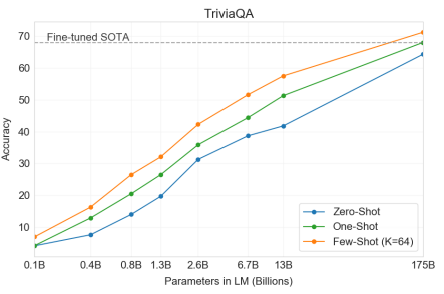 TriviaQA
70
Fine-tuned SOTA
60
50
40
30
20
10
Accuracy
Zero-Shot
One-Shot
Few-Shot (K=64)
0.1B 0.4B 0.8B 1.3B 2.6B 6.7B 13B 175B
Parameters in LM (Billions)